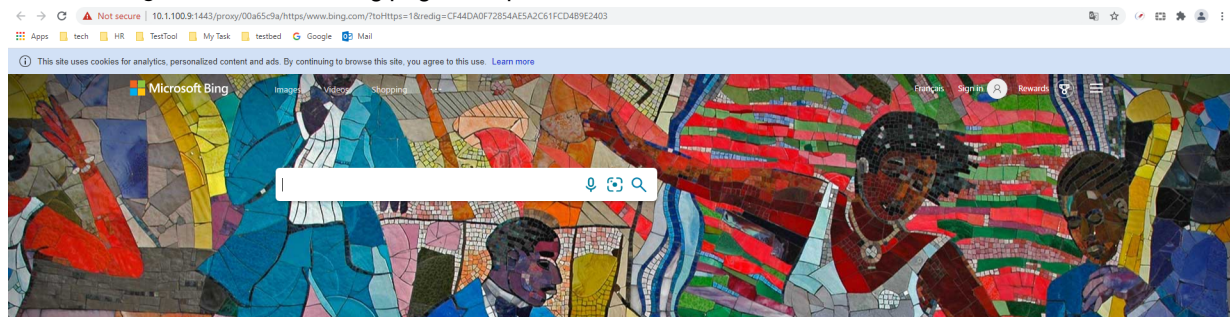 Not secure | 10.1.100.9:1443/proxy/00a65c9a/https/www.bing.com/?toHttps=1&redig=CF44DA0F72854AE5A2C61FCD4B9E2403
Apps tech HR TestTool My Task testbed Google Mail
This site uses cookies for analytics, personalized content and ads. By continuing to browse this site, you agree to this use. Learn more
Microsoft Bing Images Videos Shopping ... Français Sign in Rewards